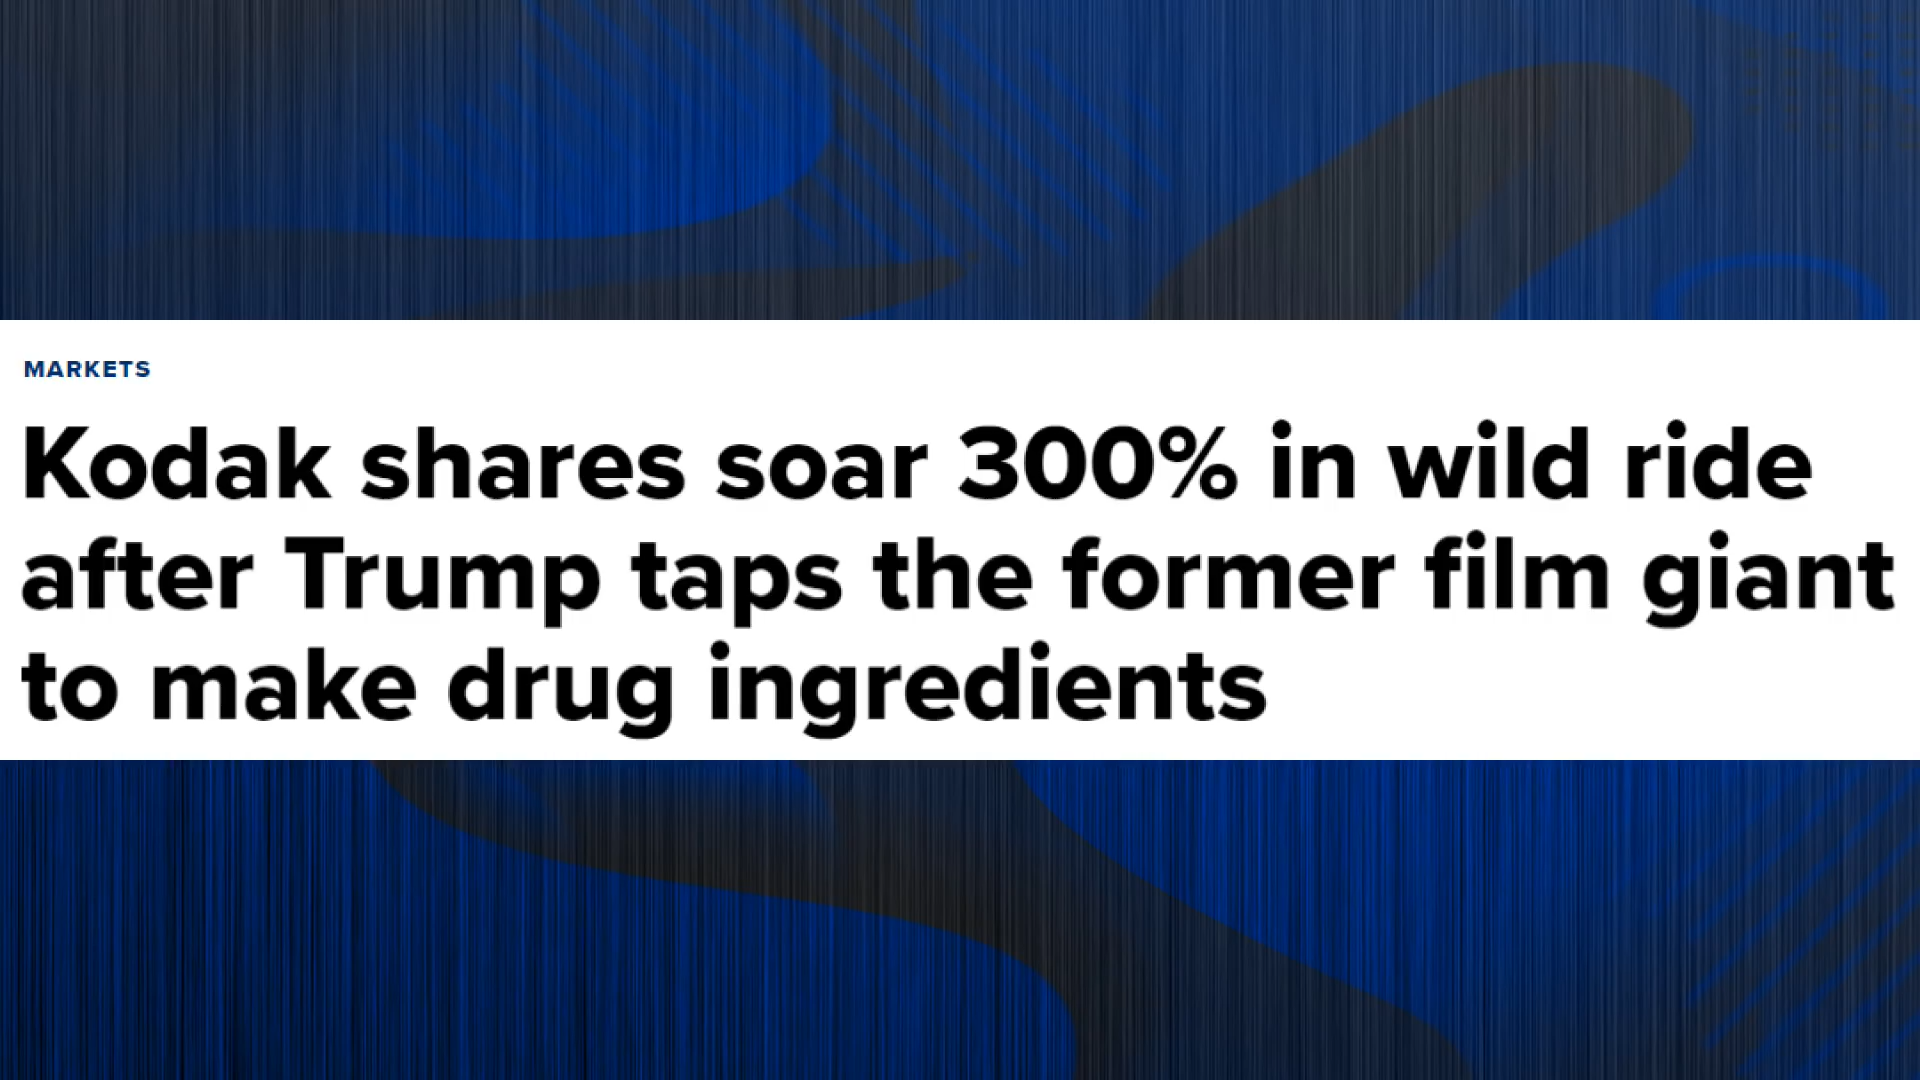 MARKETS
Kodak shares soar 300% in wild ride
after Trump taps the former film giant
to make drug ingredients